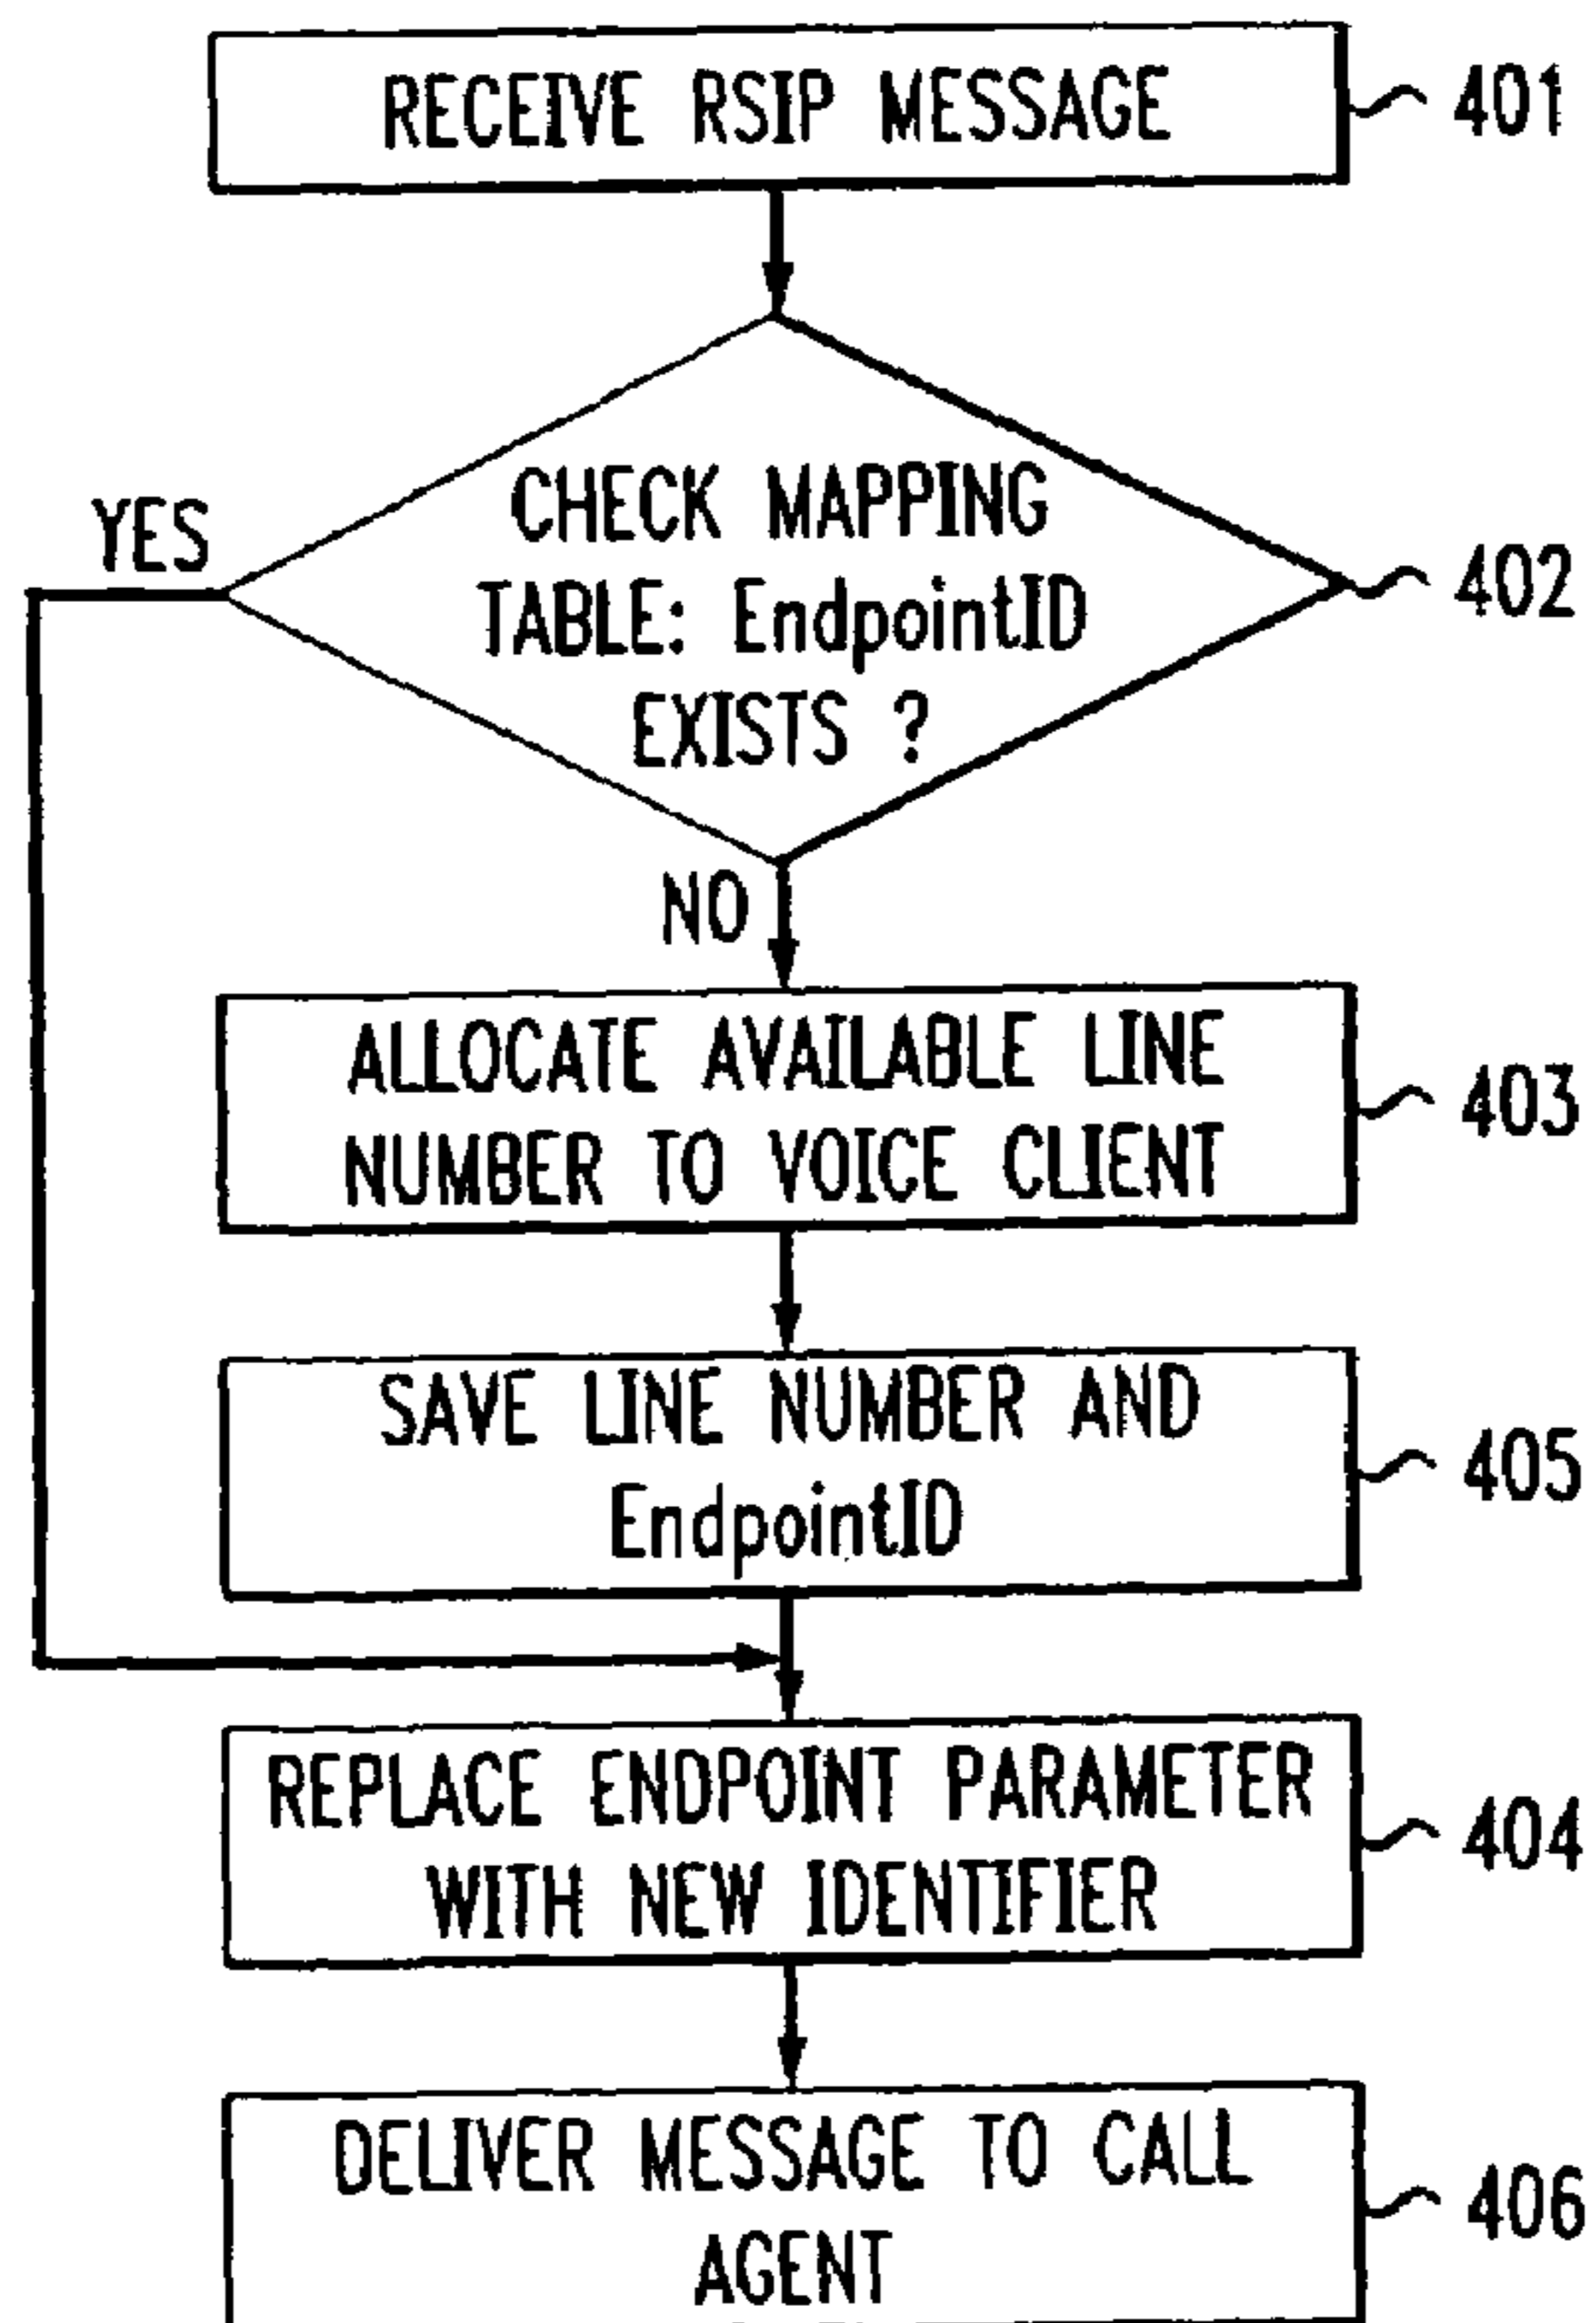 RECEIVE RSIP MESSAGE
401
CHECK MAPPING
TABLE: EndpointID
EXISTS ?
402
YES
NO
ALLOCATE AVAILABLE LINE
NUMBER TO VOICE CLIENT
403
SAVE LINE NUMBER AND
EndpointID
405
REPLACE ENDPOINT PARAMETER
WITH NEW IDENTIFIER
404
DELIVER MESSAGE TO CALL
AGENT
406